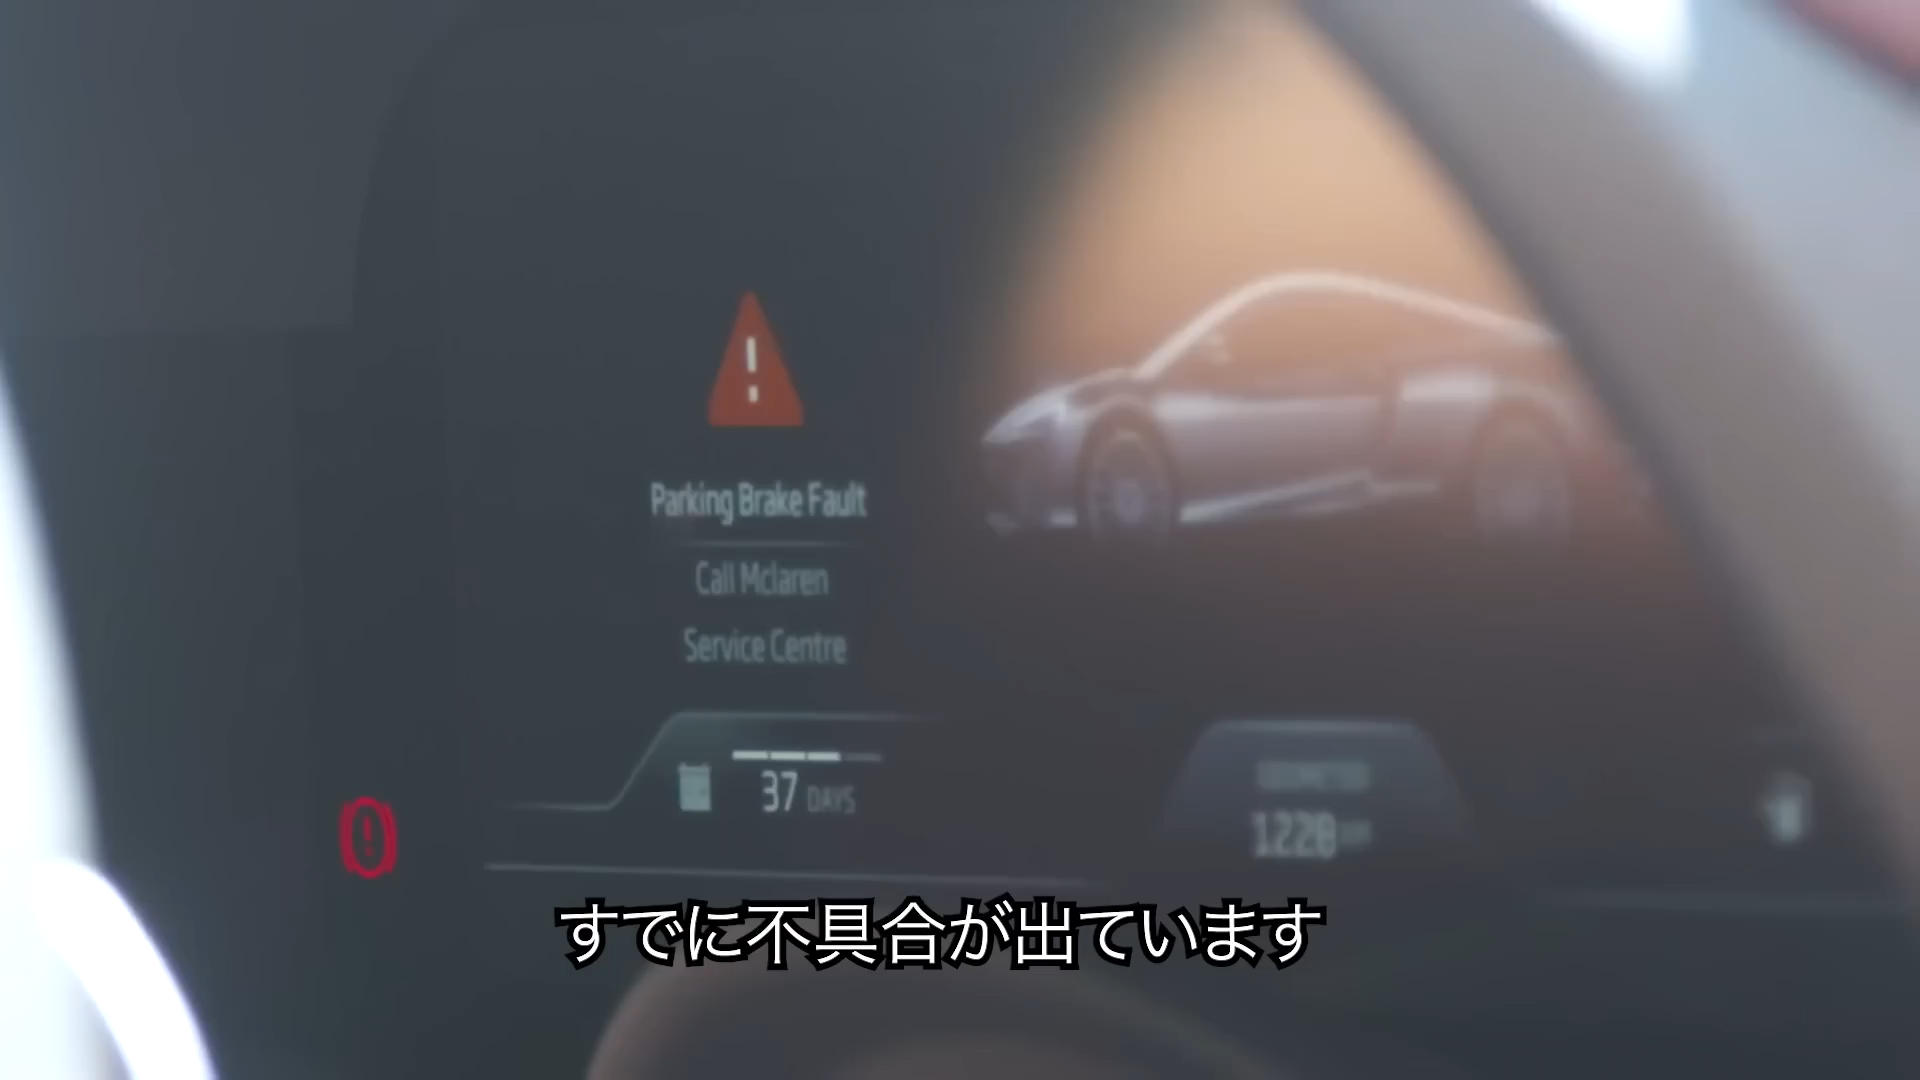 Parking Brake Fault
Call Mclaren
Service Centre
37 DAYS
1228
すでに不具合が出ています